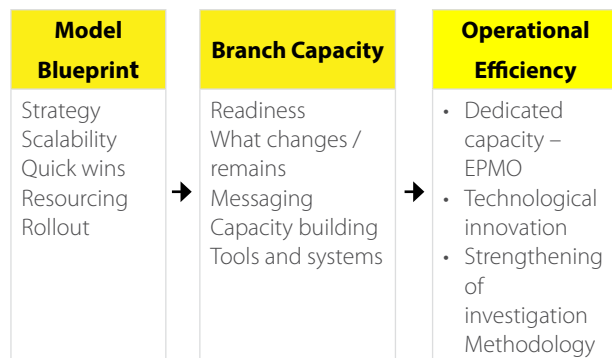 Model
Blueprint
Strategy
Scalability
Quick wins
Resourcing
Rollout
Branch Capacity
Readiness
What changes /
remains
Messaging
Capacity building
Tools and systems
Operational
Efficiency
• Dedicated
capacity –
EPMO
• Technological
innovation
• Strengthening
of
investigation
Methodology